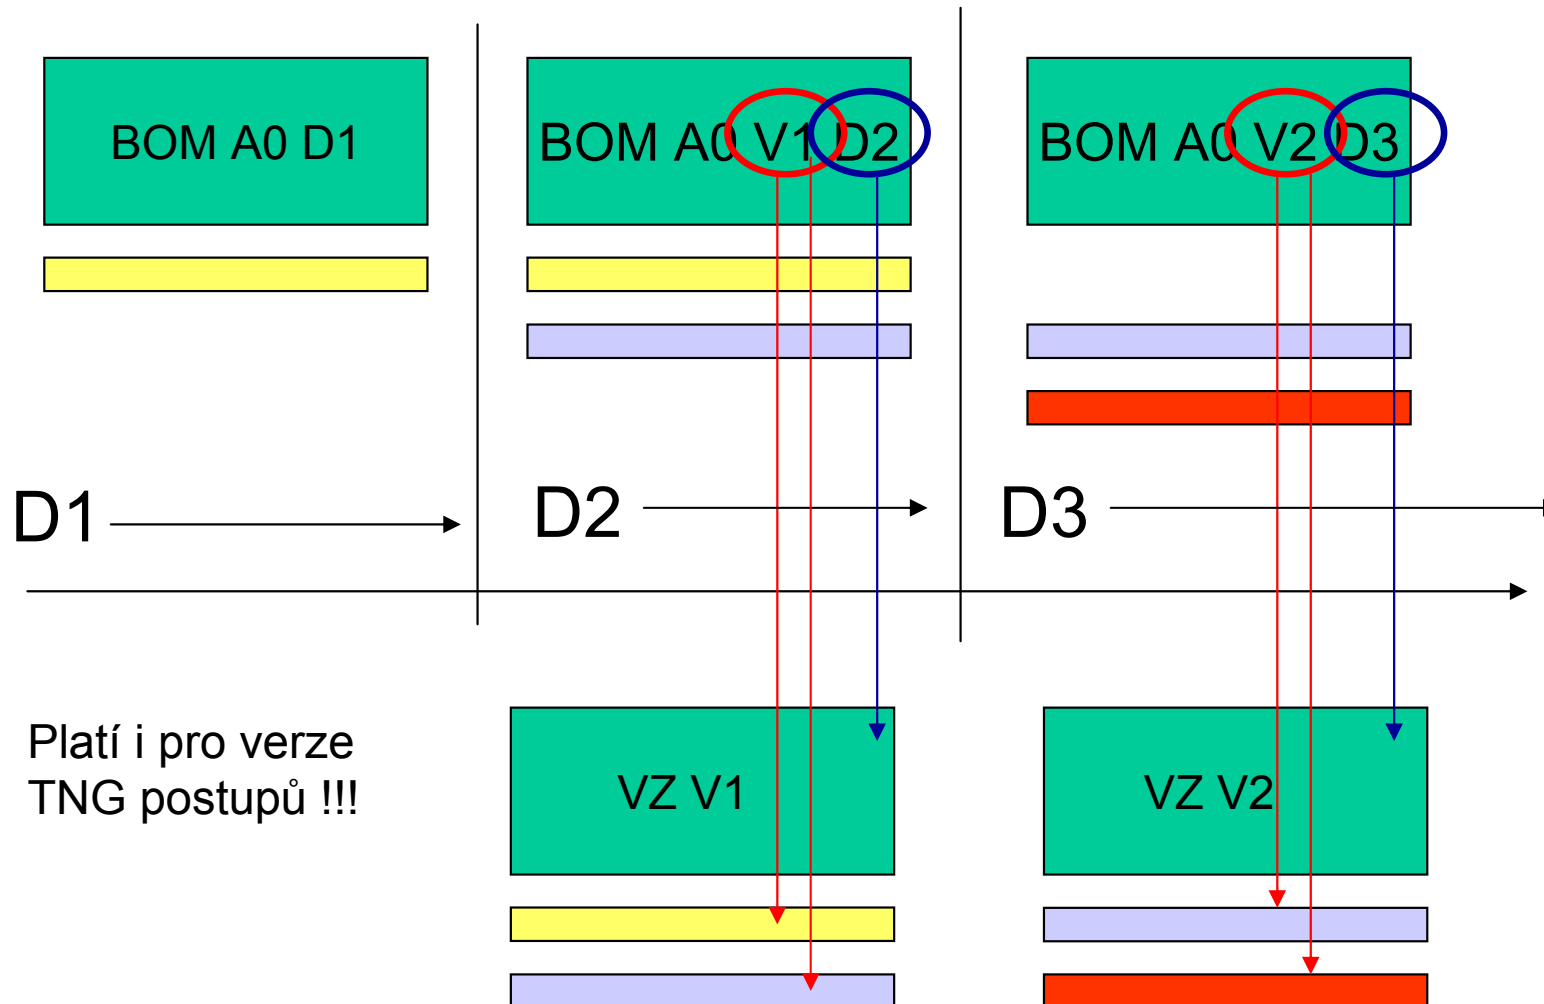 BOM A0 D1
BOM A0 V1 D2
BOM A0 V2 D3
D1
D2
D3
Platí i pro verze
TNG postupů !!!
VZ V1
VZ V2